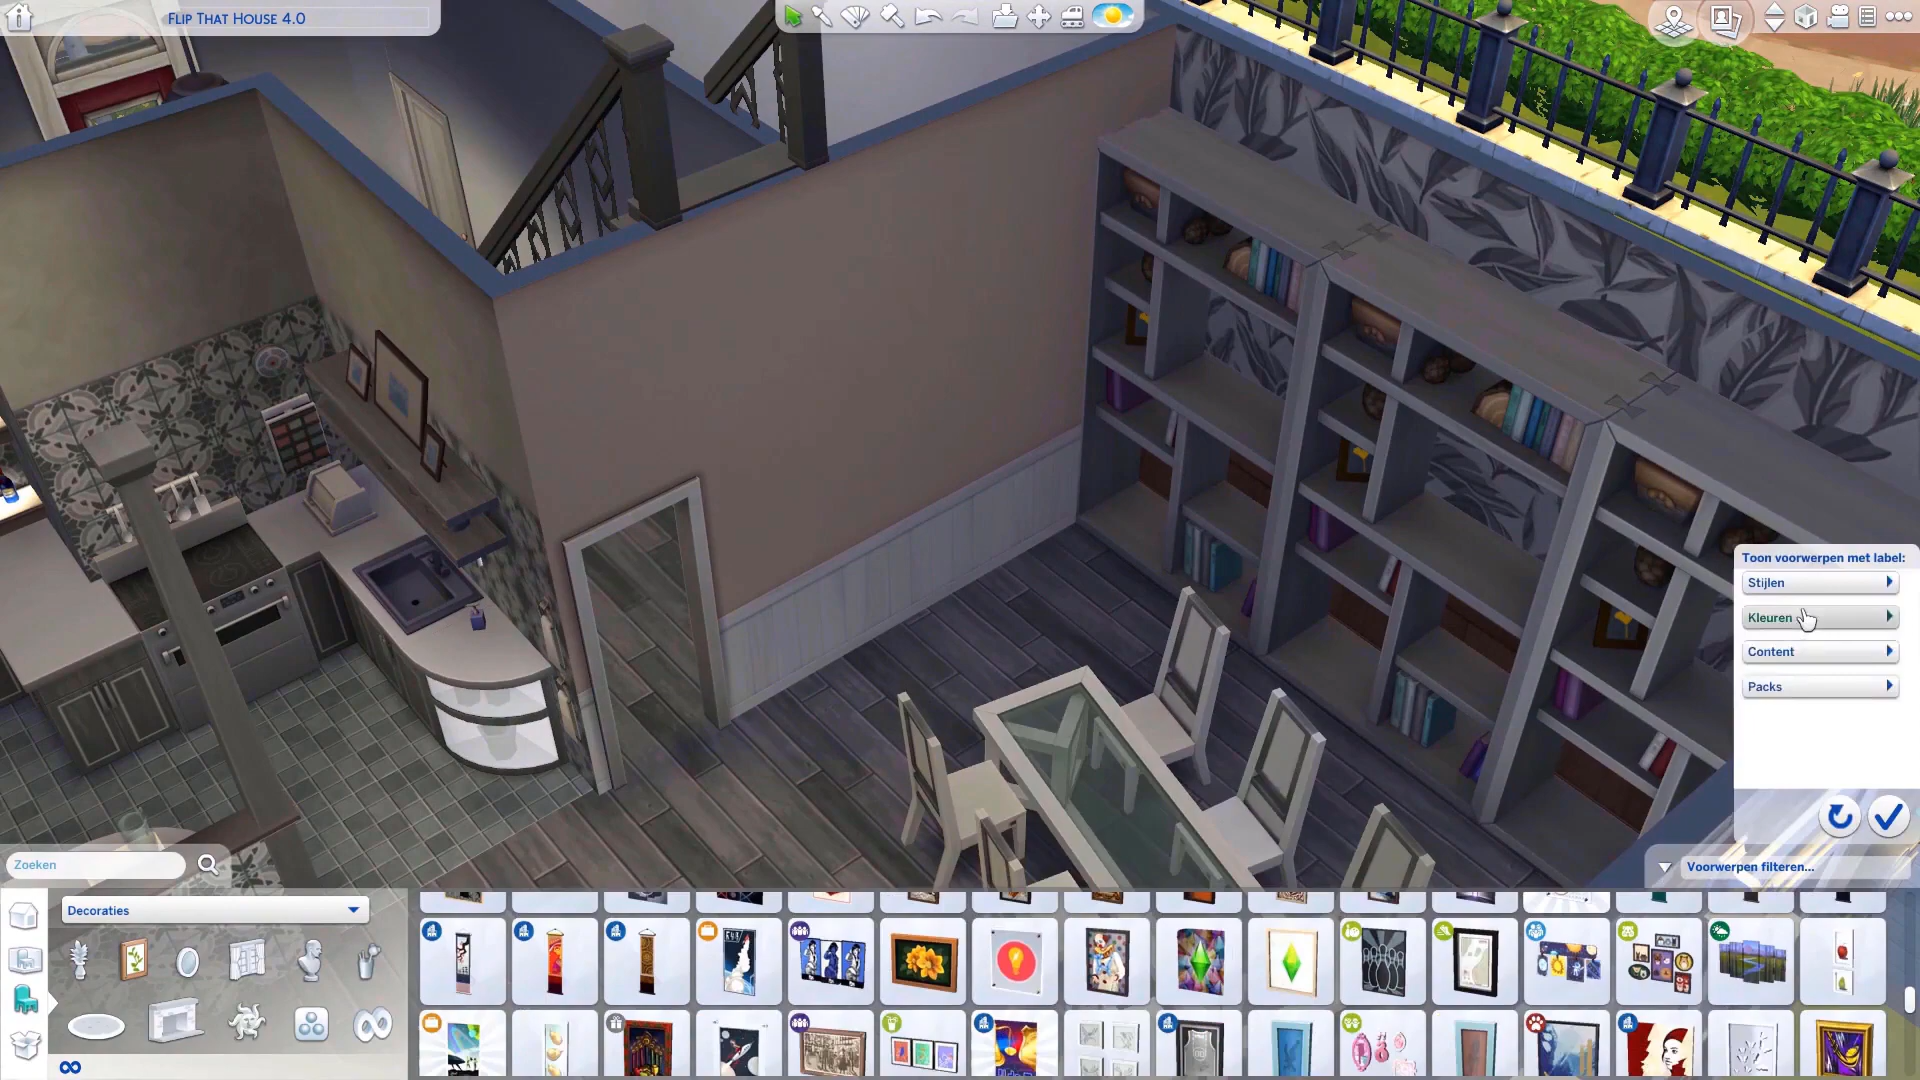 FLIP THAT HOUSE 4.0
Toon voorwerpen met label:
Stijlen
Kleuren
Content
Packs
Zoeken
Voorwerpen filteren...
Decoraties